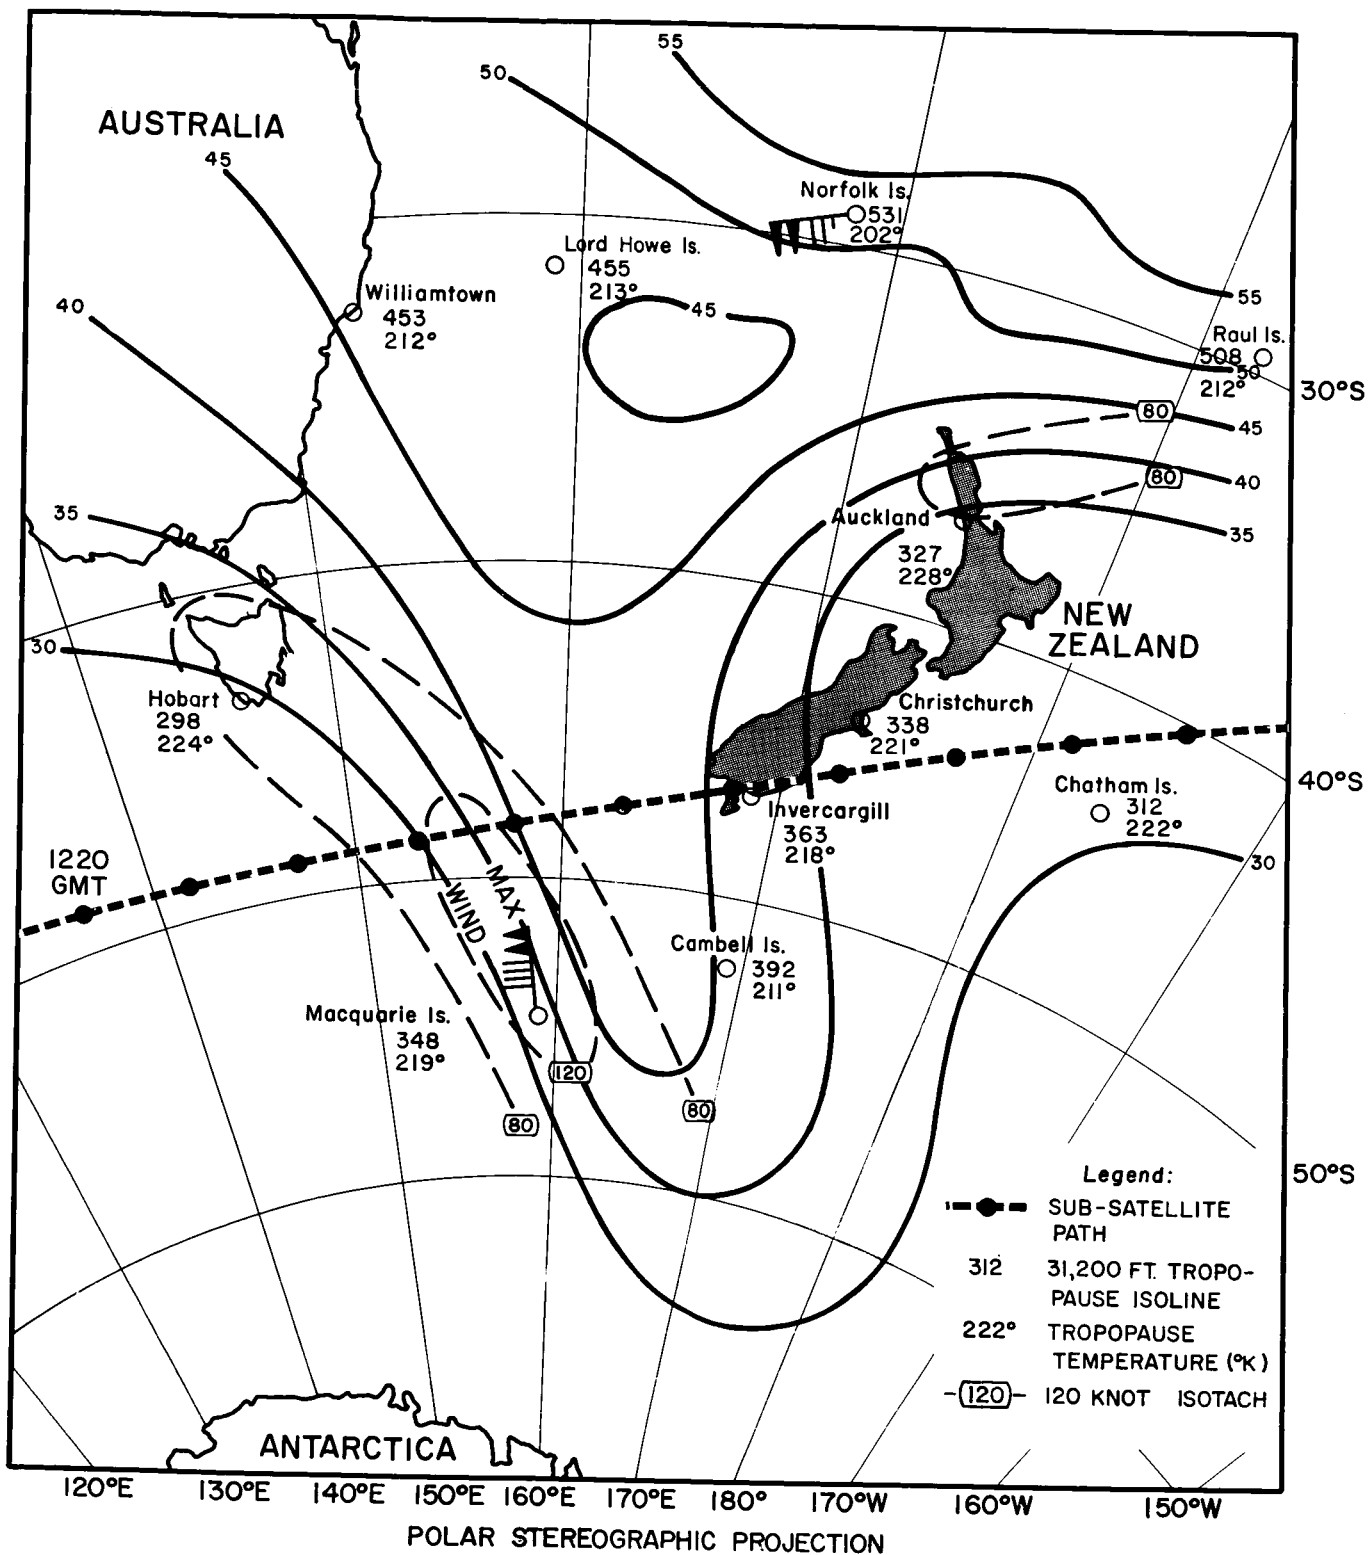 55
50
AUSTRALIA
45
Norfolk Is.
531
202°
Lord Howe Is.
455
213°
Williamtown
453
212°
40
45
55
Raul Is.
508
50
212°
30°S
80
45
80
40
35
35
Auckland
327
228°
NEW
ZEALAND
30
Hobart
298
224°
Christchurch
338
221°
40°S
Chatham Is.
312
222°
Invercargill
363
218°
30
1220
GMT
MAX
WIND
Cambell Is.
392
211°
Macquarie Is.
348
219°
120
80
80
50°S
Legend:
SUB-SATELLITE
PATH
312 31,200 FT. TROPO-
PAUSE ISOLINE
222° TROPOPAUSE
TEMPERATURE (°K)
120 120 KNOT ISOTACH
ANTARCTICA
120°E 130°E 140°E 150°E 160°E 170°E 180° 170°W 160°W 150°W
POLAR STEREOGRAPHIC PROJECTION